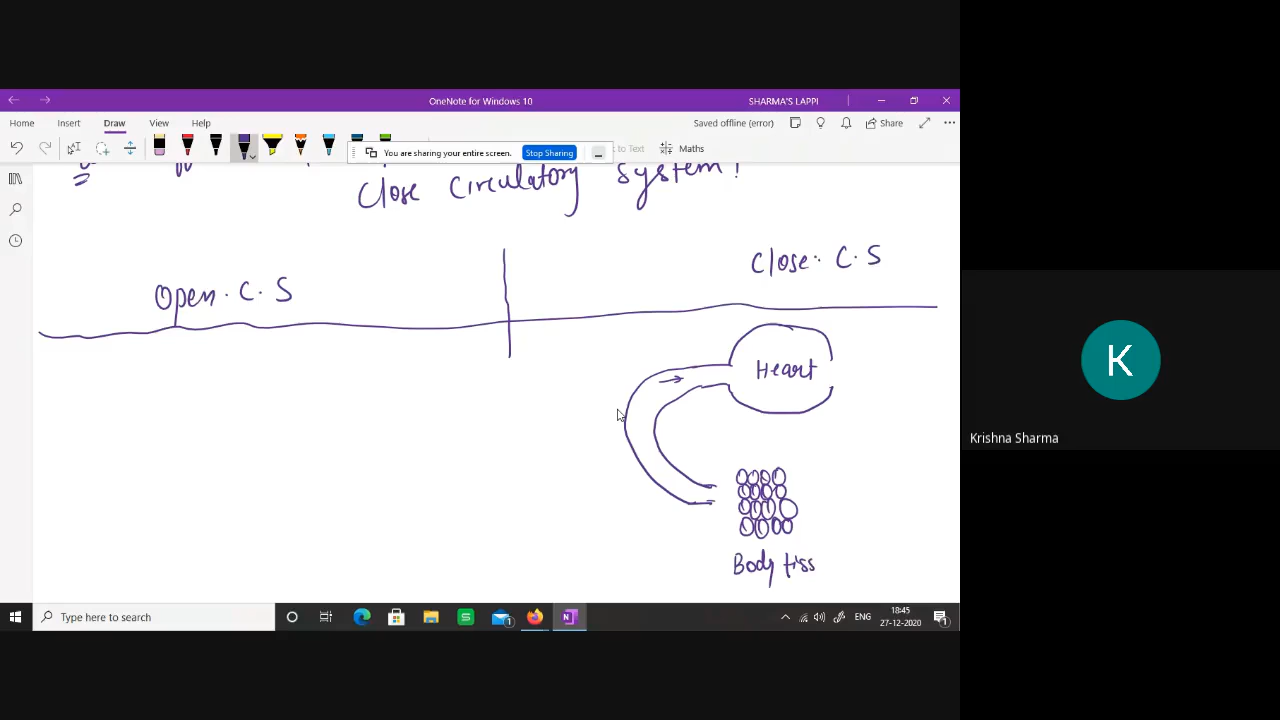 OneNote for Windows 10
SHARMA'S LAPPI
Home Insert Draw View Help
Saved offline (error)
Share
You are sharing your entire screen. Stop Sharing
to Text
Maths
Close Circulatory System?
Open. C. S
Close. C. S
Heart
Body tiss
K
Krishna Sharma
Type here to search
ENG
18:45
27-12-2020